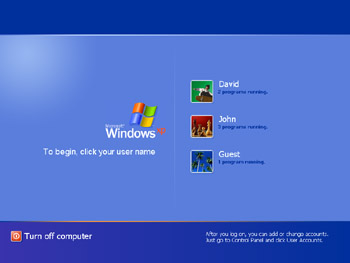 David
2 programs running.
John
3 programs running.
Microsoft
Windows xp
To begin, click your user name
Guest
1 program running.
Turn off computer
After you log on, you can add or change accounts.
Just go to Control Panel and click User Accounts.